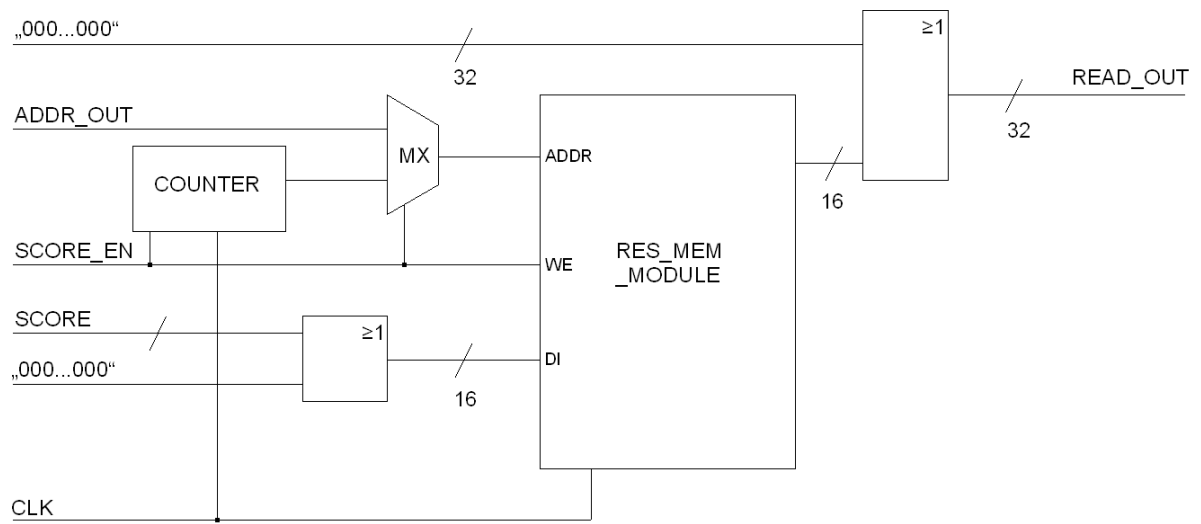 „000...000“
≥1
32
READ_OUT
32
ADDR_OUT
MX
ADDR
COUNTER
16
SCORE_EN
WE
RES_MEM
_MODULE
SCORE
≥1
DI
„000...000“
16
CLK